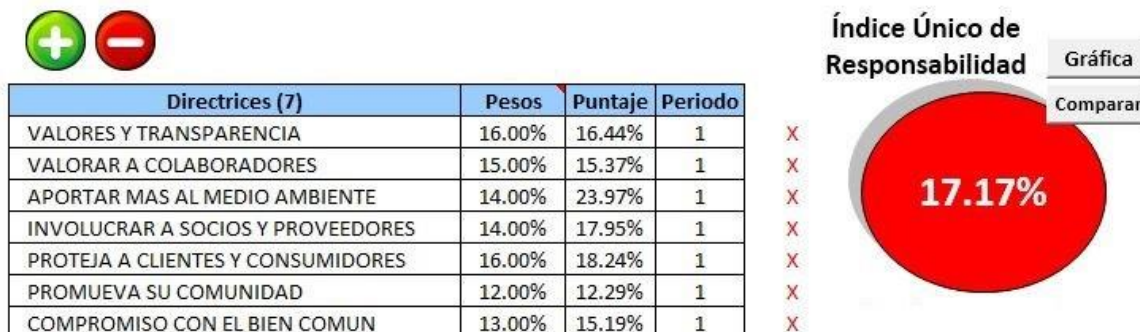 Índice Único de
Responsabilidad
Gráfica
Comparar
Directrices (7) Pesos Puntaje Periodo
VALORES Y TRANSPARENCIA 16.00% 16.44% 1 X
VALORAR A COLABORADORES 15.00% 15.37% 1 X
APORTAR MAS AL MEDIO AMBIENTE 14.00% 23.97% 1 X
INVOLUCRAR A SOCIOS Y PROVEEDORES 14.00% 17.95% 1 X
PROTEJA A CLIENTES Y CONSUMIDORES 16.00% 18.24% 1 X
PROMUEVA SU COMUNIDAD 12.00% 12.29% 1 X
COMPROMISO CON EL BIEN COMUN 13.00% 15.19% 1 X
17.17%